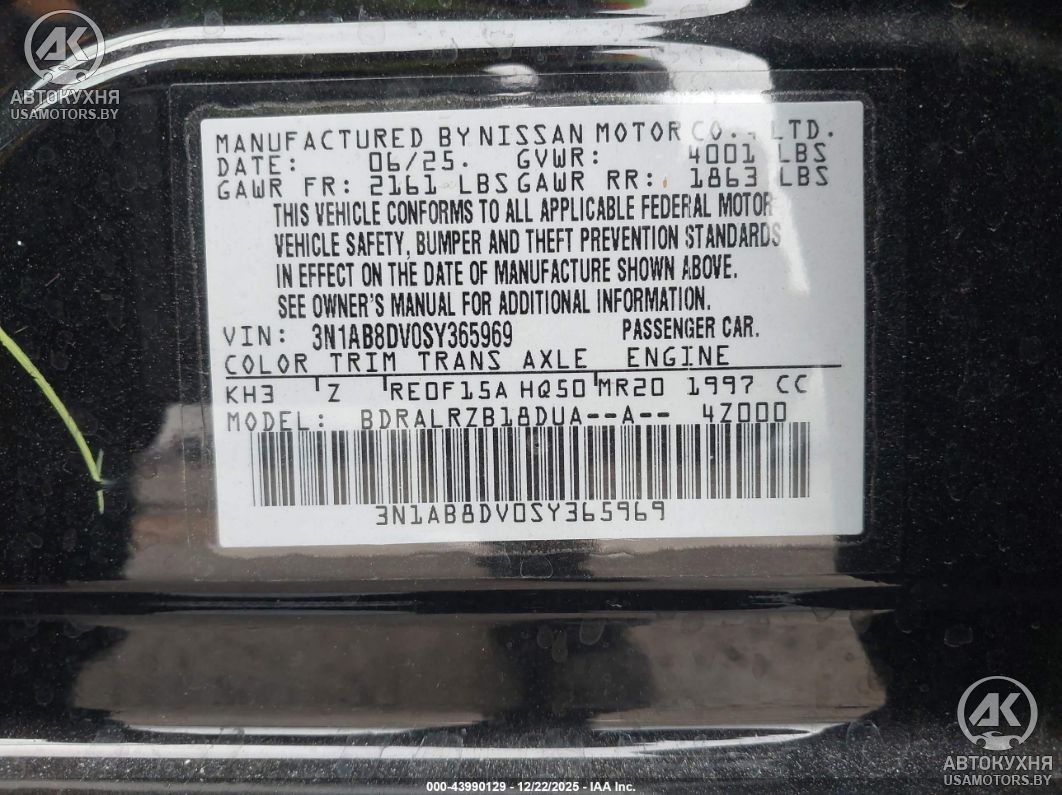 AK
АВТОКУХНЯ
USAMOTORS.BY
MANUFACTURED BY NISSAN MOTOR CO., LTD.
DATE: 06/25. GVWR: 4001 LBS
GAWR FR: 2161 LBS GAWR RR: 1863 LBS
THIS VEHICLE CONFORMS TO ALL APPLICABLE FEDERAL MOTOR
VEHICLE SAFETY, BUMPER AND THEFT PREVENTION STANDARDS
IN EFFECT ON THE DATE OF MANUFACTURE SHOWN ABOVE.
SEE OWNER'S MANUAL FOR ADDITIONAL INFORMATION.
VIN: 3N1AB8DV0SY365969 PASSENGER CAR.
COLOR TRIM TRANS AXLE ENGINE
KH3 Z RE0F15A HQ50 MR20 1997 CC
MODEL: BDRALRZB18DUA--A-- 4Z000
3N1AB8DV0SY365969
AK
АВТОКУХНЯ
USAMOTORS.BY
000-43990129 - 12/22/2025 - IAA Inc.